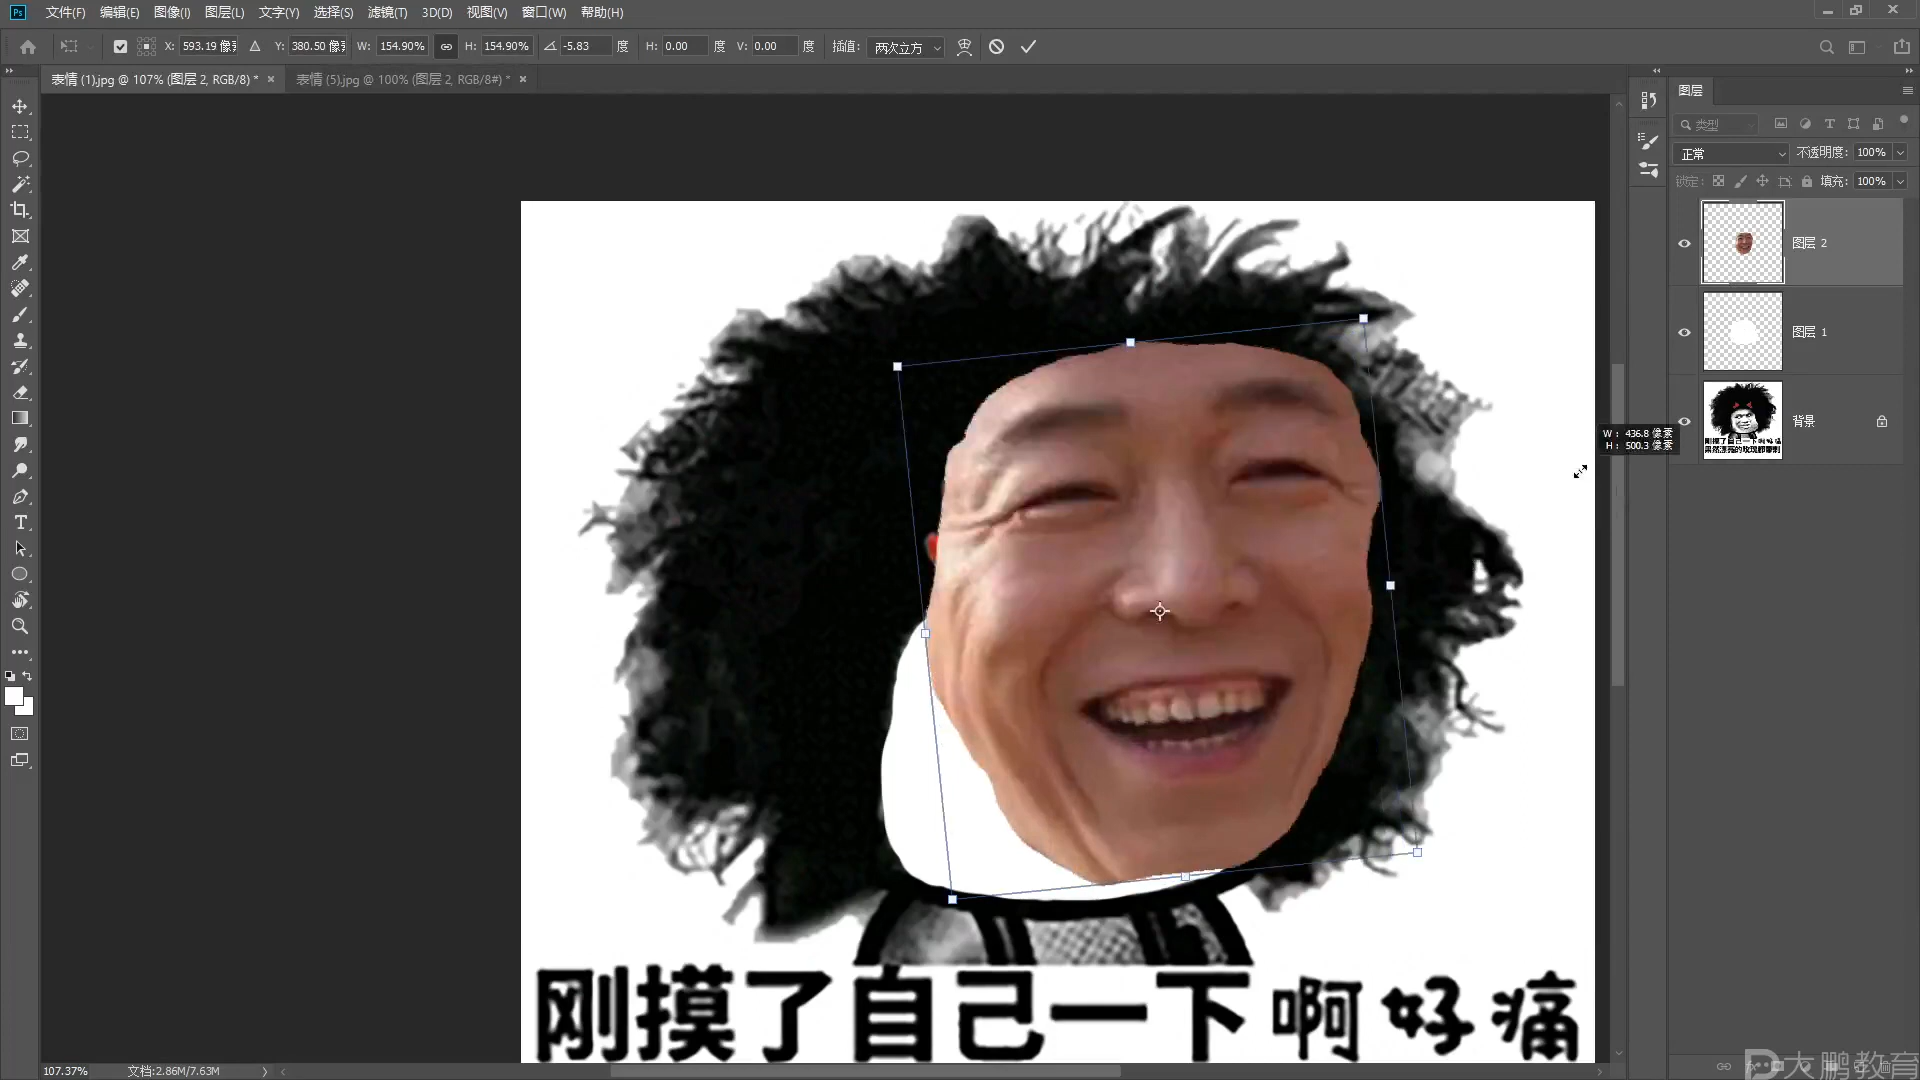 Ps 文件(F) 编辑(E) 图像(I) 图层(L) 文字(Y) 选择(S) 滤镜(T) 3D(D) 视图(V) 窗口(W) 帮助(H)
X: 593.19 像素 Y: 380.50 像素 W: 154.90% H: 154.90% -5.83 度 H: 0.00 度 V: 0.00 度 插值: 两次立方
表情 (1).jpg @ 107% (图层 2, RGB/8) * × 表情 (5).jpg @ 100% (图层 2, RGB/8#) * ×
图层
类型
正常 不透明度: 100%
锁定: 填充: 100%
图层 2
图层 1
背景
W: 436.8 像素
H: 500.3 像素
刚摸了自己一下啊好痛
107.37% 文档:2.86M/7.63M
大鹏教育